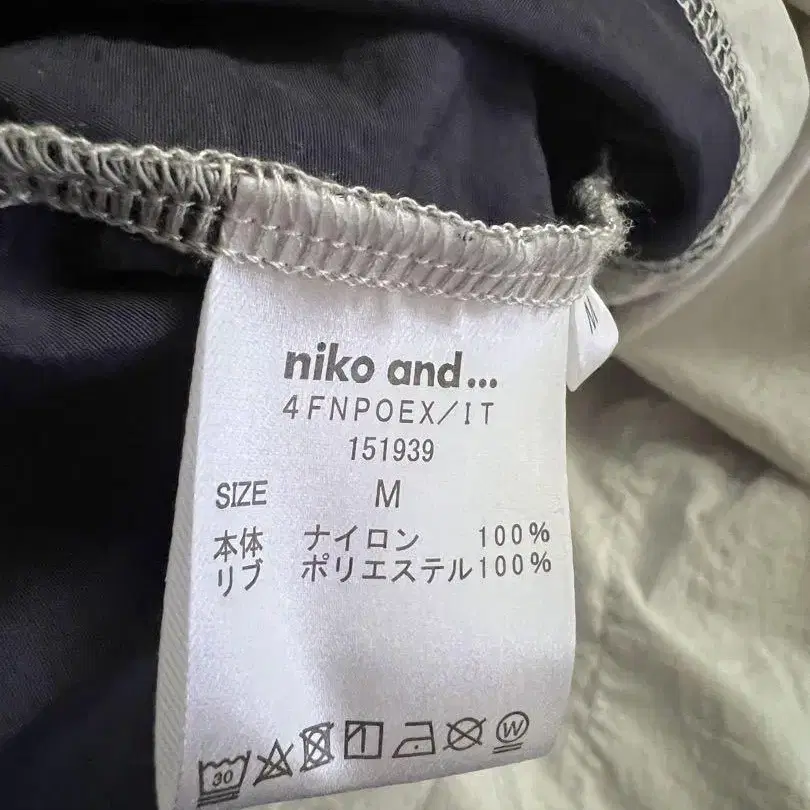 niko and...
4FNPOEX/IT
151939
SIZE M
本体 ナイロン 100%
リブ ポリエステル100%
30
W
M